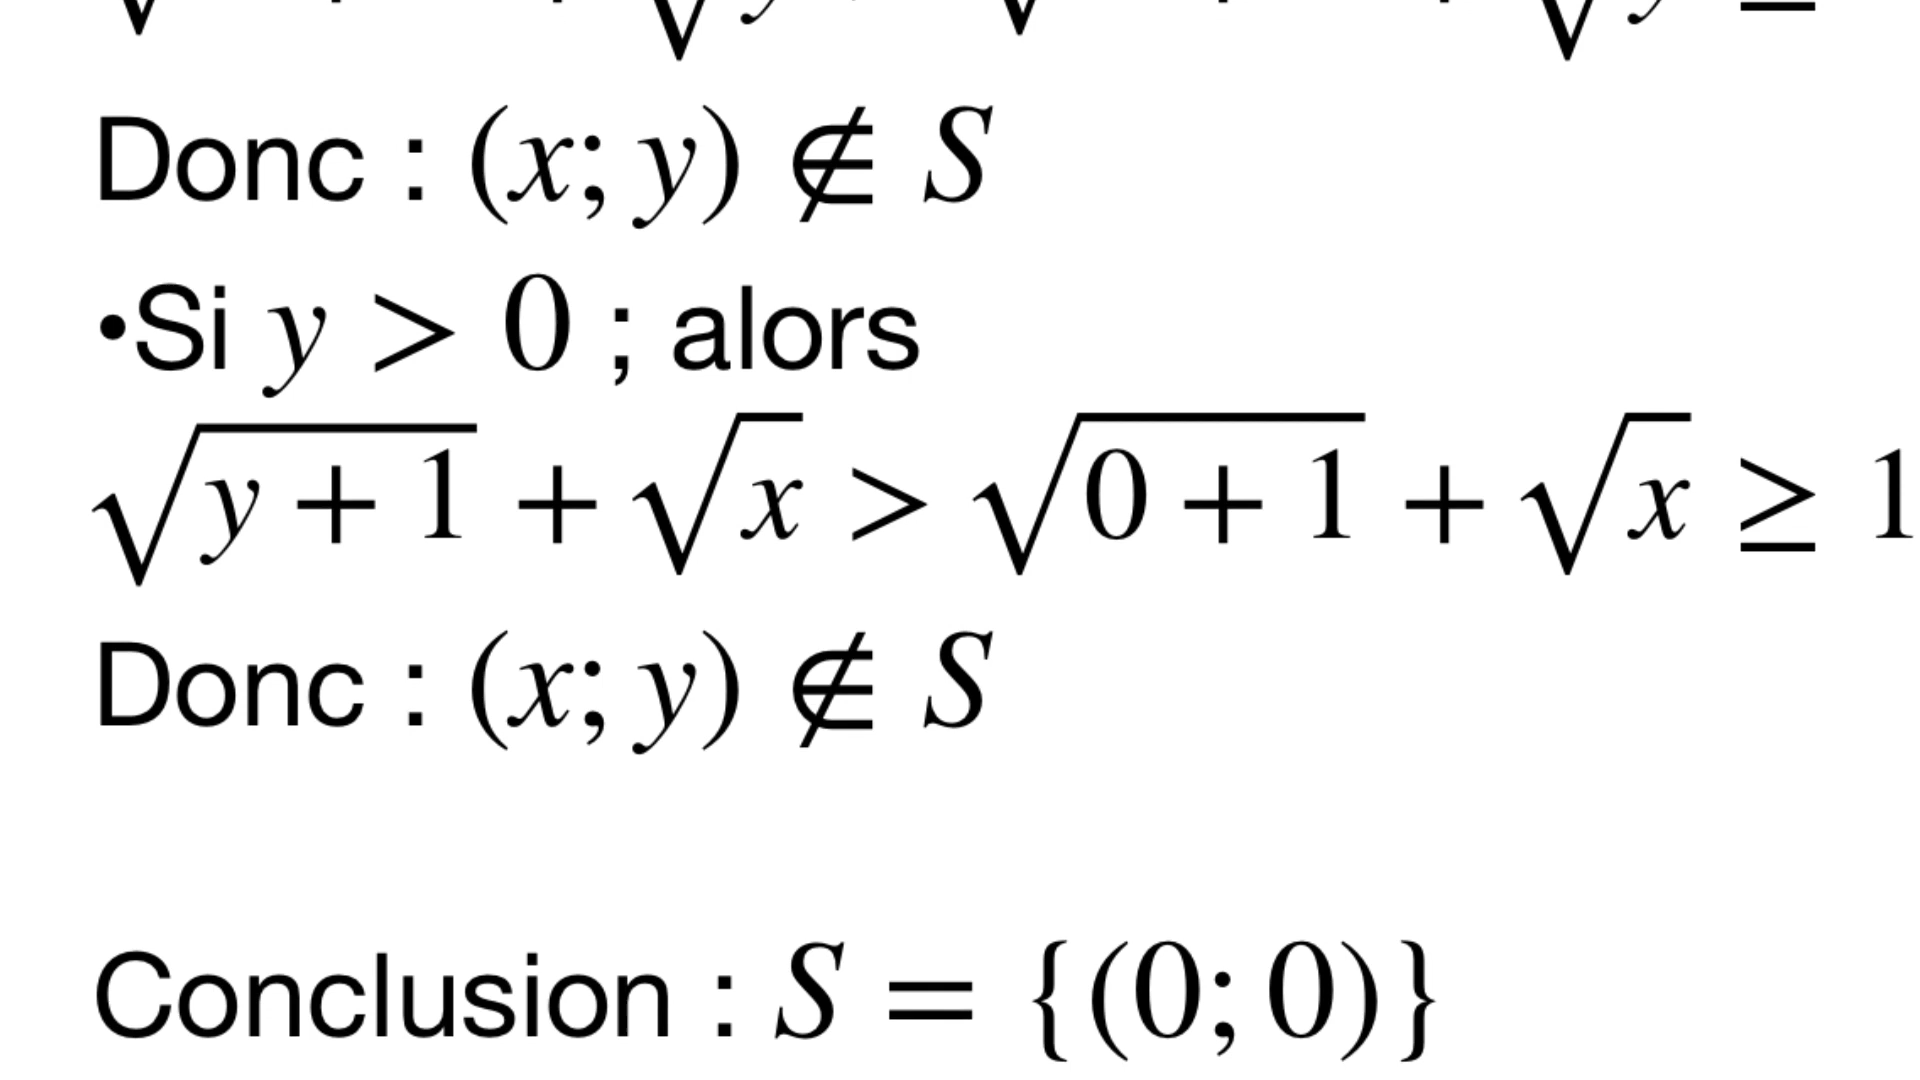 Donc : (x; y) ∉ S
•Si y > 0 ; alors
√(y + 1) + √x > √(0 + 1) + √x ≥ 1
Donc : (x; y) ∉ S
Conclusion : S = {(0; 0)}